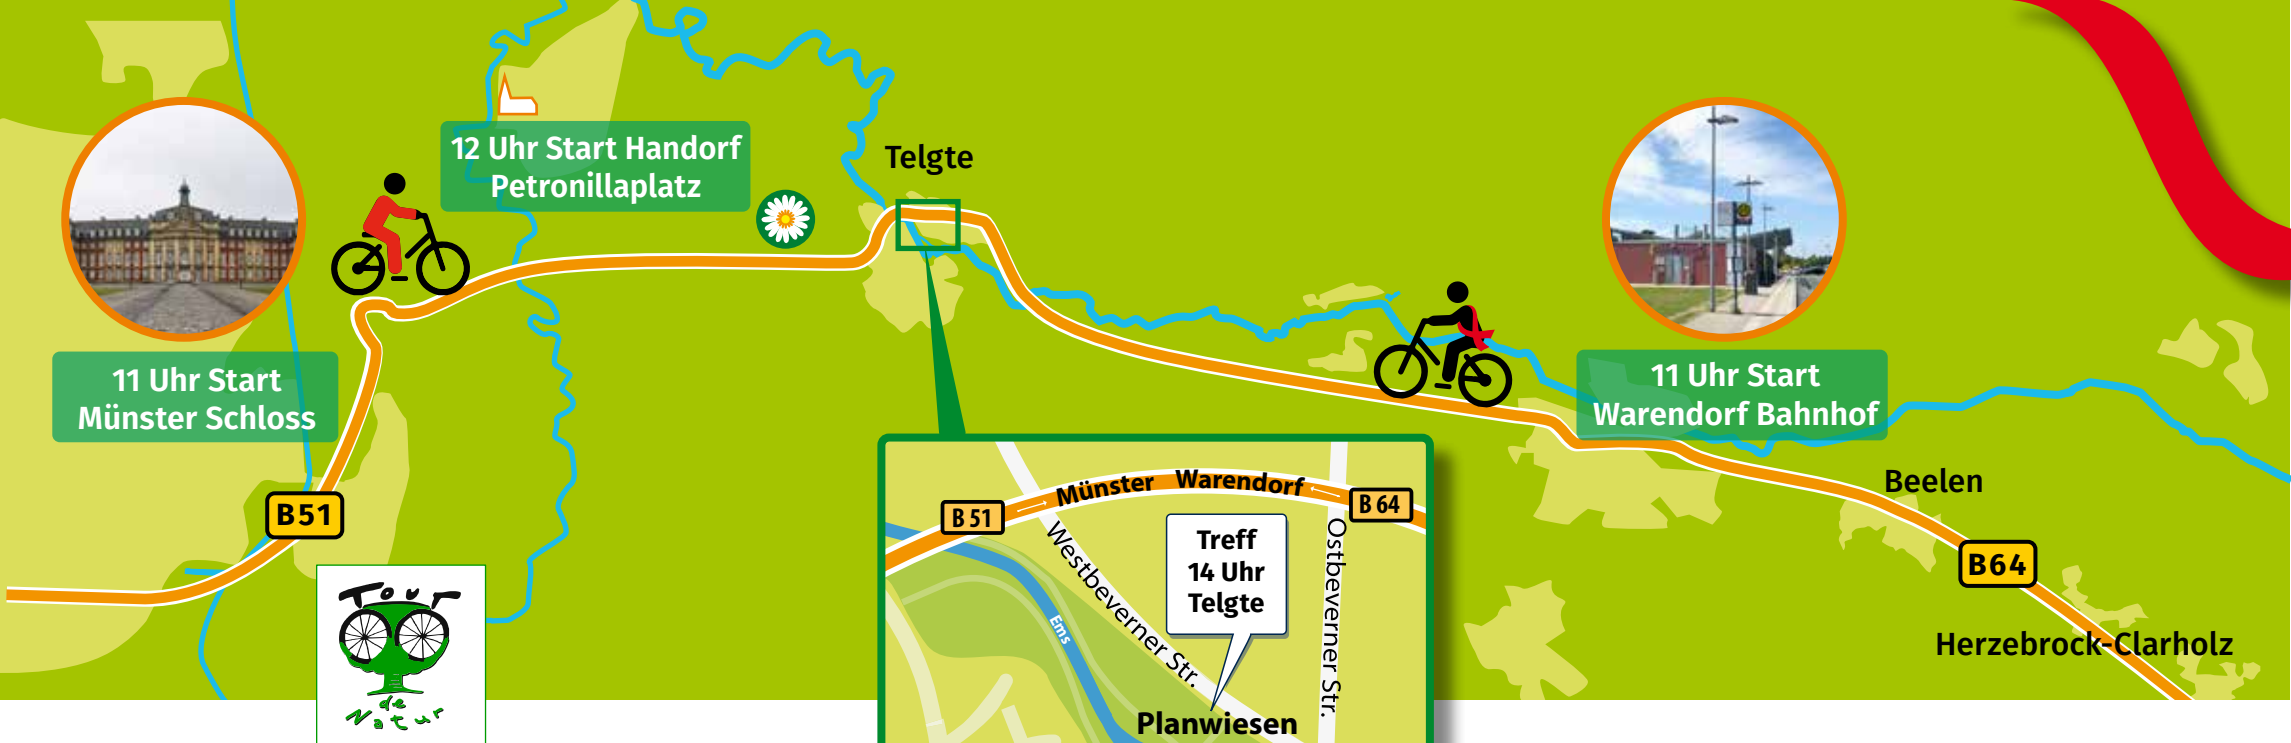 12 Uhr Start Handorf
Petronillaplatz
Telgte
11 Uhr Start
Münster Schloss
11 Uhr Start
Warendorf Bahnhof
B51
Beelen
B64
Herzebrock-Clarholz
Tour
de
Natur
B 51
Münster Warendorf
B 64
Westbeverner Str.
Ostbeverner Str.
Ems
Treff
14 Uhr
Telgte
Planwiesen